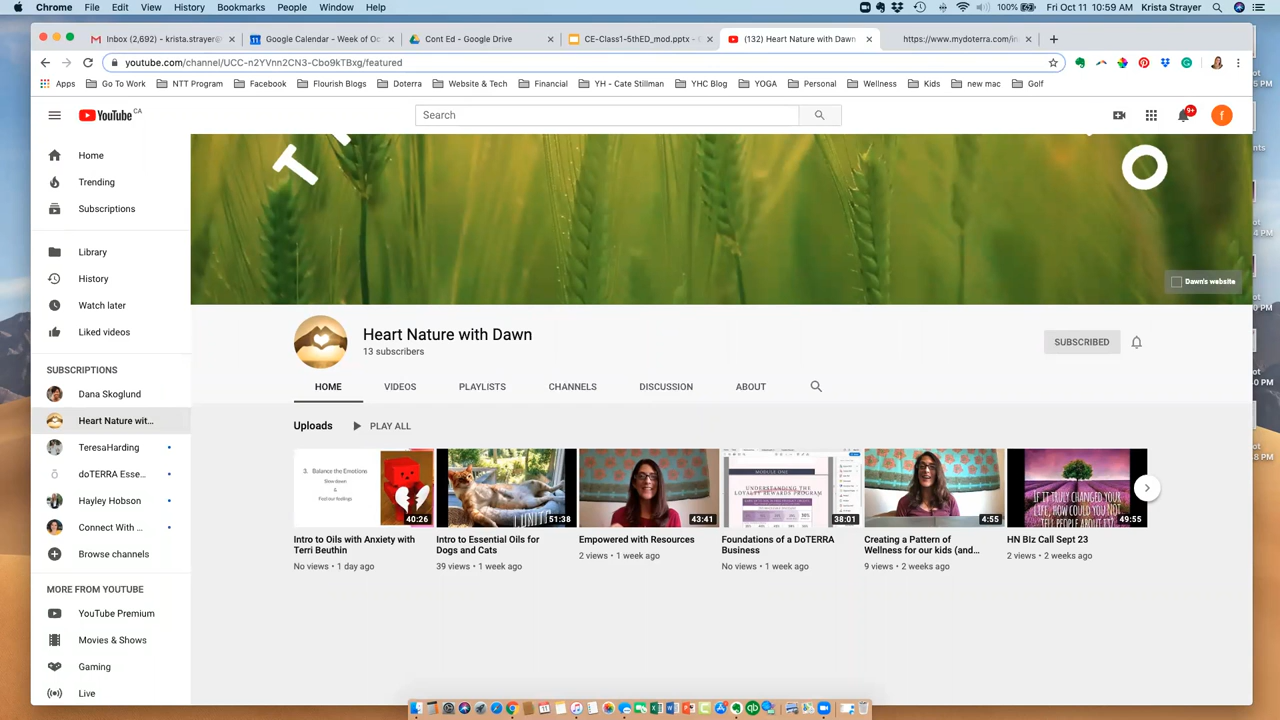 Chrome File Edit View History Bookmarks People Window Help 100% Fri Oct 11 10:59 AM Krista Strayer
Inbox (2,692) - krista.strayer@
Google Calendar - Week of Oc
Cont Ed - Google Drive
CE-Class1-5thED_mod.pptx -
(132) Heart Nature with Dawn
https://www.mydoterra.com/in
youtube.com/channel/UCC-n2YVnn2CN3-Cbo9kTBxg/featured
Apps Go To Work NTT Program Facebook Flourish Blogs Doterra Website & Tech Financial YH - Cate Stillman YHC Blog YOGA Personal Wellness Kids new mac Golf
YouTube CA
Search
9+
f
Home
Trending
Subscriptions
Library
History
Watch later
Liked videos
SUBSCRIPTIONS
Dana Skoglund
Heart Nature wit...
TeresaHarding
doTERRA Esse...
Hayley Hobson
Connect With ...
Browse channels
MORE FROM YOUTUBE
YouTube Premium
Movies & Shows
Gaming
Live
T O
Dawn's website
Heart Nature with Dawn
13 subscribers
SUBSCRIBED
HOME VIDEOS PLAYLISTS CHANNELS DISCUSSION ABOUT
Uploads PLAY ALL
3. Balance the Emotions
Slow down
Feel our feelings
40:26
Intro to Oils with Anxiety with
Terri Beuthin
No views • 1 day ago
51:38
Intro to Essential Oils for
Dogs and Cats
39 views • 1 week ago
43:41
Empowered with Resources
2 views • 1 week ago
UNDERSTANDING THE
LOYALTY REWARDS PROGRAM
38:01
Foundations of a DoTERRA
Business
No views • 1 week ago
4:55
Creating a Pattern of
Wellness for our kids (and...
9 views • 2 weeks ago
IF IT TRULY CHANGED YOUR
LIFE, HOW COULD YOU
NOT TELL PEOPLE ABOUT IT?
49:55
HN BIz Call Sept 23
2 views • 2 weeks ago